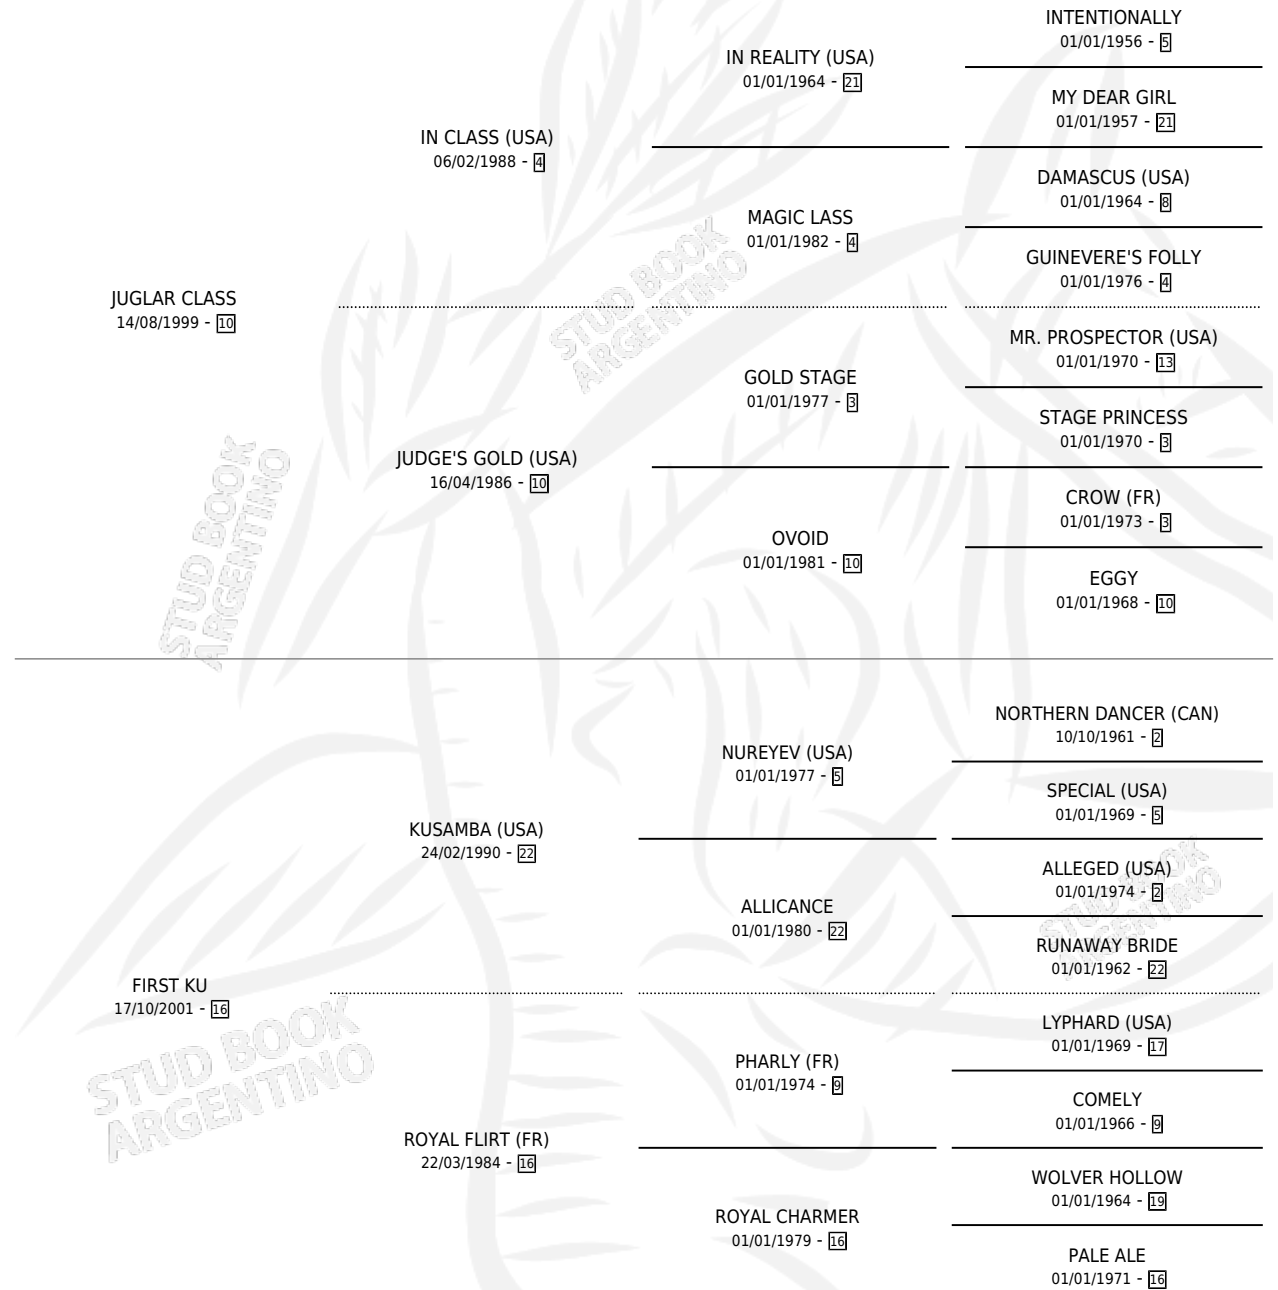 INTENTIONALLY
01/01/1956 - 5
IN REALITY (USA)
01/01/1964 - 21
MY DEAR GIRL
01/01/1957 - 21
IN CLASS (USA)
06/02/1988 - 4
DAMASCUS (USA)
01/01/1964 - 8
MAGIC LASS
01/01/1982 - 4
GUINEVERE'S FOLLY
01/01/1976 - 4
JUGLAR CLASS
14/08/1999 - 10
MR. PROSPECTOR (USA)
01/01/1970 - 13
GOLD STAGE
01/01/1977 - 3
STAGE PRINCESS
01/01/1970 - 3
JUDGE'S GOLD (USA)
16/04/1986 - 10
CROW (FR)
01/01/1973 - 3
OVOID
01/01/1981 - 10
EGGY
01/01/1968 - 10
NORTHERN DANCER (CAN)
10/10/1961 - 2
NUREYEV (USA)
01/01/1977 - 5
SPECIAL (USA)
01/01/1969 - 5
KUSAMBA (USA)
24/02/1990 - 22
ALLEGED (USA)
01/01/1974 - 2
ALLICANCE
01/01/1980 - 22
RUNAWAY BRIDE
01/01/1962 - 22
FIRST KU
17/10/2001 - 16
LYPHARD (USA)
01/01/1969 - 17
PHARLY (FR)
01/01/1974 - 9
COMELY
01/01/1966 - 9
ROYAL FLIRT (FR)
22/03/1984 - 16
WOLVER HOLLOW
01/01/1964 - 19
ROYAL CHARMER
01/01/1979 - 16
PALE ALE
01/01/1971 - 16
STUD BOOK
ARGENTINO
STUD BOOK
ARGENTINO
STUD BOOK
ARGENTINO
STUD BOOK
ARGENTINO